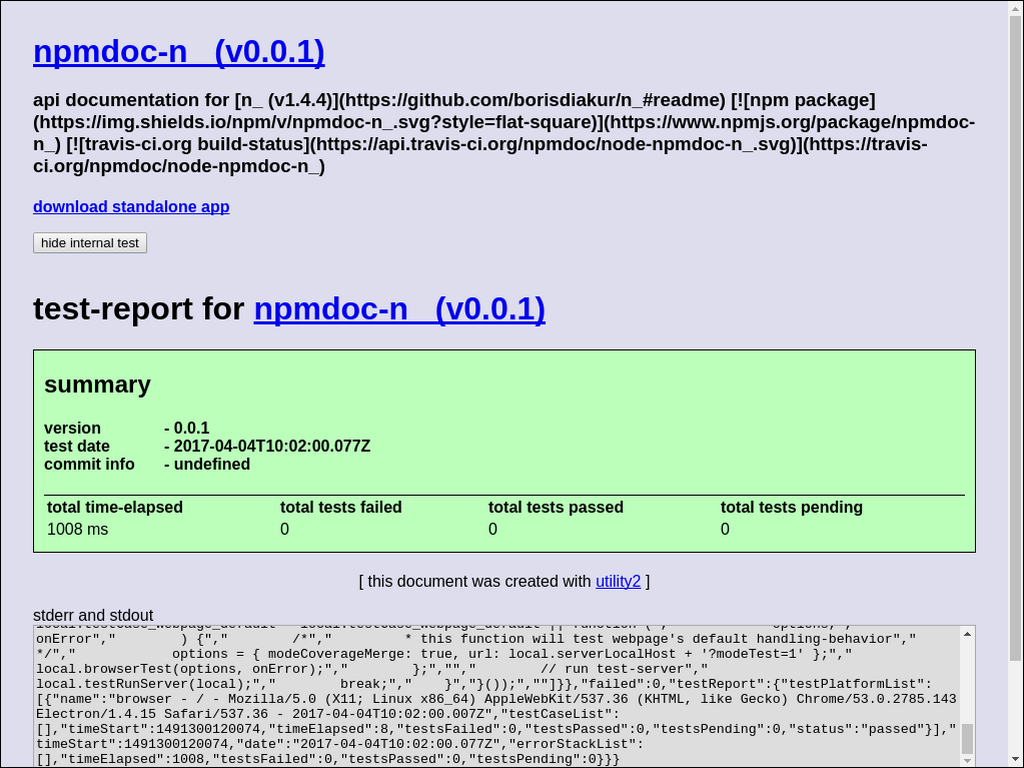 npmdoc-n_ (v0.0.1)
api documentation for [n_ (v1.4.4)](https://github.com/borisdiakur/n_#readme) [![npm package]
(https://img.shields.io/npm/v/npmdoc-n_.svg?style=flat-square)](https://www.npmjs.org/package/npmdoc-
n_) [![travis-ci.org build-status](https://api.travis-ci.org/npmdoc/node-npmdoc-n_.svg)](https://travis-
ci.org/npmdoc/node-npmdoc-n_)
download standalone app
hide internal test
test-report for npmdoc-n_ (v0.0.1)
summary
version - 0.0.1
test date - 2017-04-04T10:02:00.077Z
commit info - undefined
total time-elapsed total tests failed total tests passed total tests pending
1008 ms 0 0 0
[ this document was created with utility2 ]
stderr and stdout
onError","        ) {","        /*","         * this function will test webpage's default handling-behavior","
*/","            options = { modeCoverageMerge: true, url: local.serverLocalHost + '?modeTest=1' };","
local.browserTest(options, onError);","        };","","        // run test-server","
local.testRunServer(local);","        break;","    }","}());",""]}},"failed":0,"testReport":{"testPlatformList":
[{"name":"browser - / - Mozilla/5.0 (X11; Linux x86_64) AppleWebKit/537.36 (KHTML, like Gecko) Chrome/53.0.2785.143
Electron/1.4.15 Safari/537.36 - 2017-04-04T10:02:00.007Z","testCaseList":
[],"timeStart":1491300120074,"timeElapsed":8,"testsFailed":0,"testsPassed":0,"testsPending":0,"status":"passed"}],"
timeStart":1491300120074,"date":"2017-04-04T10:02:00.077Z","errorStackList":
[],"timeElapsed":1008,"testsFailed":0,"testsPassed":0,"testsPending":0}}}